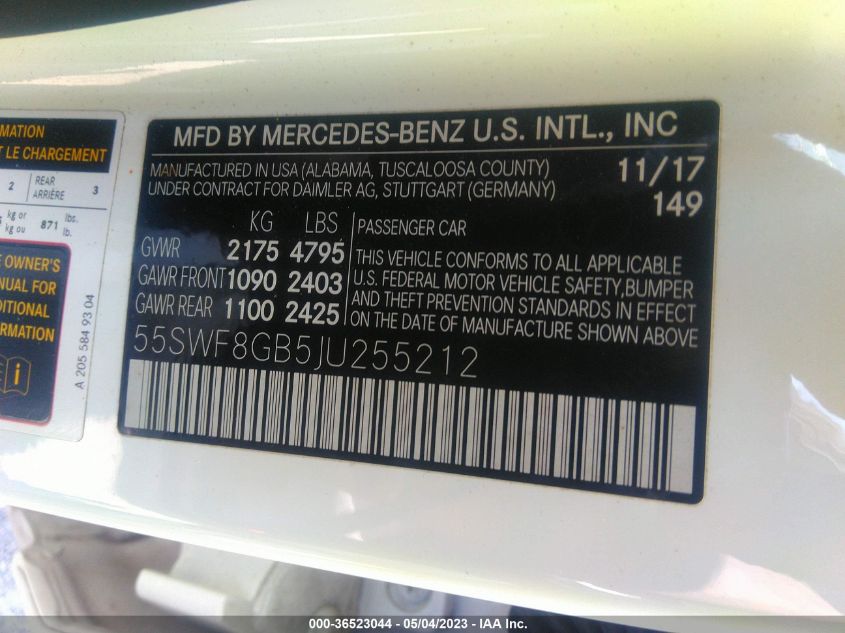 MFD BY MERCEDES-BENZ U.S. INTL., INC
MANUFACTURED IN USA (ALABAMA, TUSCALOOSA COUNTY)
UNDER CONTRACT FOR DAIMLER AG, STUTTGART (GERMANY)
11/17
149
KG LBS
GVWR 2175 4795
GAWR FRONT 1090 2403
GAWR REAR 1100 2425
PASSENGER CAR
THIS VEHICLE CONFORMS TO ALL APPLICABLE
U.S. FEDERAL MOTOR VEHICLE SAFETY, BUMPER
AND THEFT PREVENTION STANDARDS IN EFFECT
ON THE DATE OF MANUFACTURE SHOWN ABOVE
55SWF8GB5JU255212
LE CHARGEMENT
2 REAR 3
ARRIÈRE
kg or 871 lbs.
kg ou lb.
OWNER'S
FOR
A 205 584 93 04
000-36523044 - 05/04/2023 - IAA Inc.